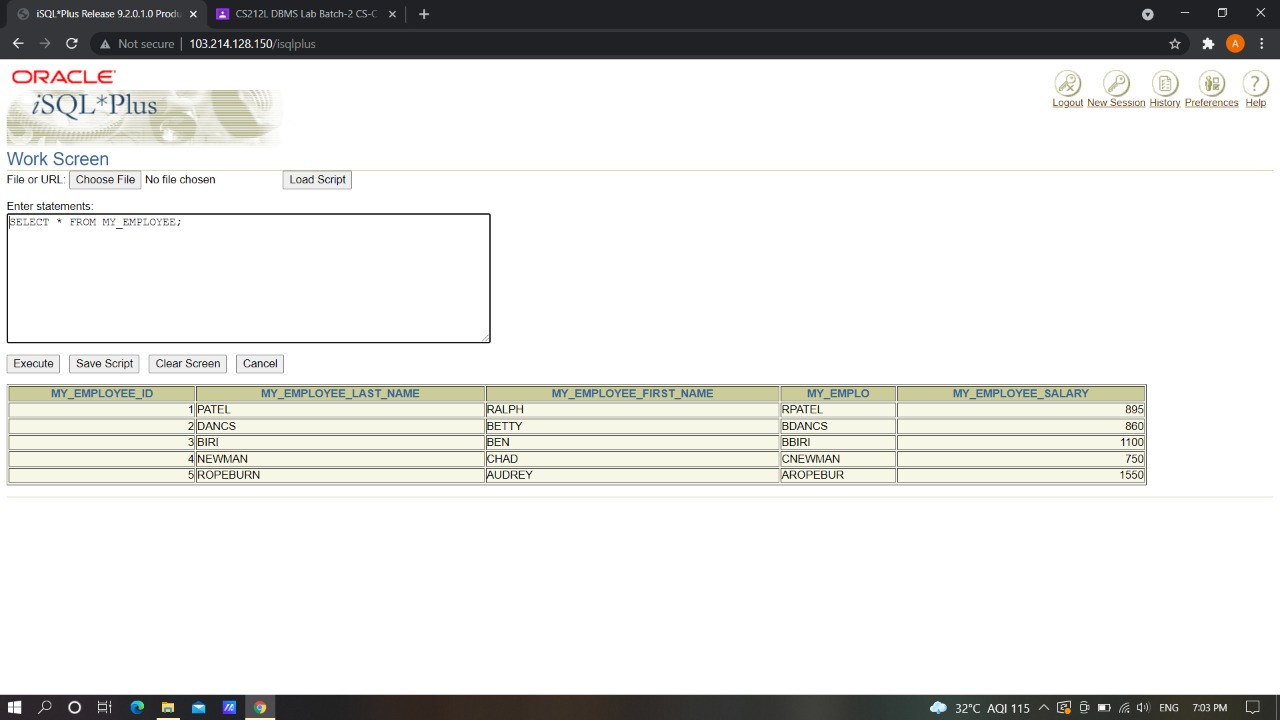 iSQL*Plus Release 9.2.0.1.0 Produ
CS212L DBMS Lab Batch-2 CS-C
Not secure | 103.214.128.150/isqlplus
A
ORACLE
iSQL*Plus
Logout New Session History Preferences Help
Work Screen
File or URL: Choose File No file chosen Load Script
Enter statements:
SELECT * FROM MY_EMPLOYEE;
Execute Save Script Clear Screen Cancel
MY_EMPLOYEE_ID MY_EMPLOYEE_LAST_NAME MY_EMPLOYEE_FIRST_NAME MY_EMPLO MY_EMPLOYEE_SALARY
1 PATEL RALPH RPATEL 895
2 DANCS BETTY BDANCS 860
3 BIRI BEN BBIRI 1100
4 NEWMAN CHAD CNEWMAN 750
5 ROPEBURN AUDREY AROPEBUR 1550
32°C AQI 115 ENG 7:03 PM